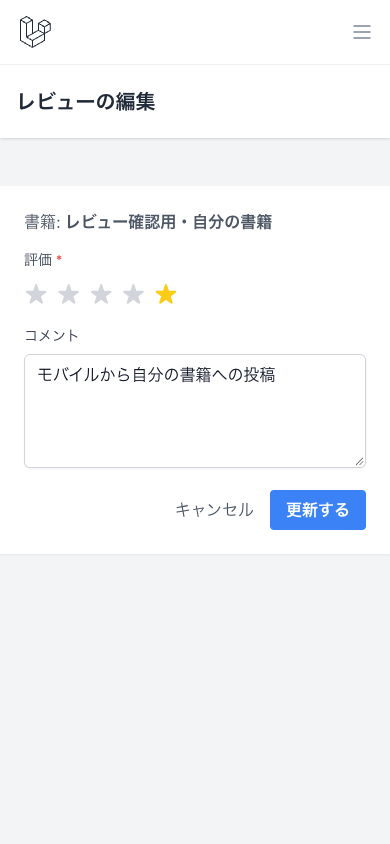 レビューの編集
書籍: レビュー確認用・自分の書籍
評価 *
コメント
モバイルから自分の書籍への投稿
キャンセル 更新する